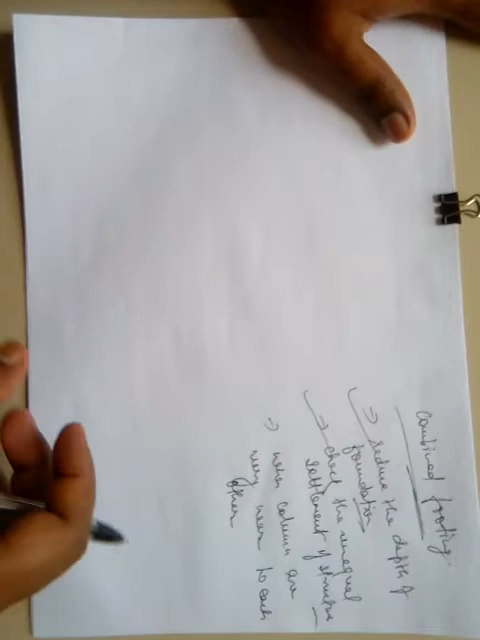 Combined footing.
→ Reduce the depth of
foundation
→ check the unequal
settlement of structure
→ when column are
very near to each
other